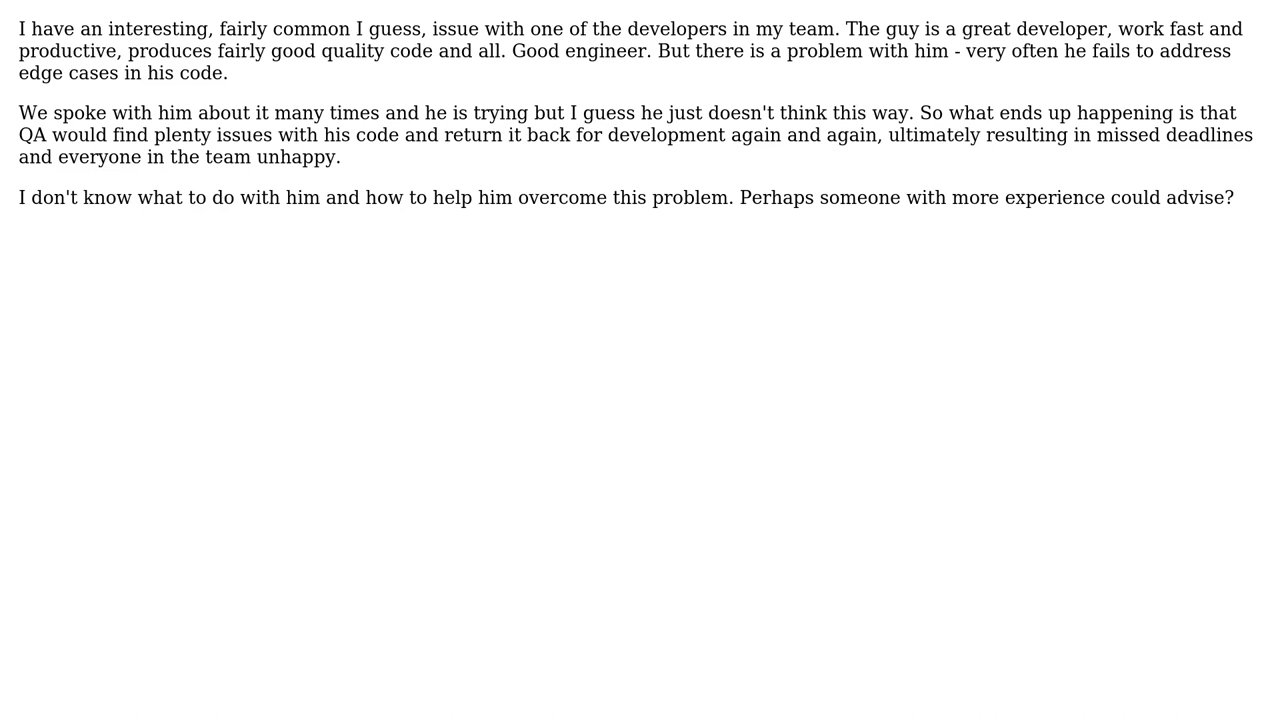 I have an interesting, fairly common I guess, issue with one of the developers in my team. The guy is a great developer, work fast and
productive, produces fairly good quality code and all. Good engineer. But there is a problem with him - very often he fails to address
edge cases in his code.
We spoke with him about it many times and he is trying but I guess he just doesn't think this way. So what ends up happening is that
QA would find plenty issues with his code and return it back for development again and again, ultimately resulting in missed deadlines
and everyone in the team unhappy.
I don't know what to do with him and how to help him overcome this problem. Perhaps someone with more experience could advise?